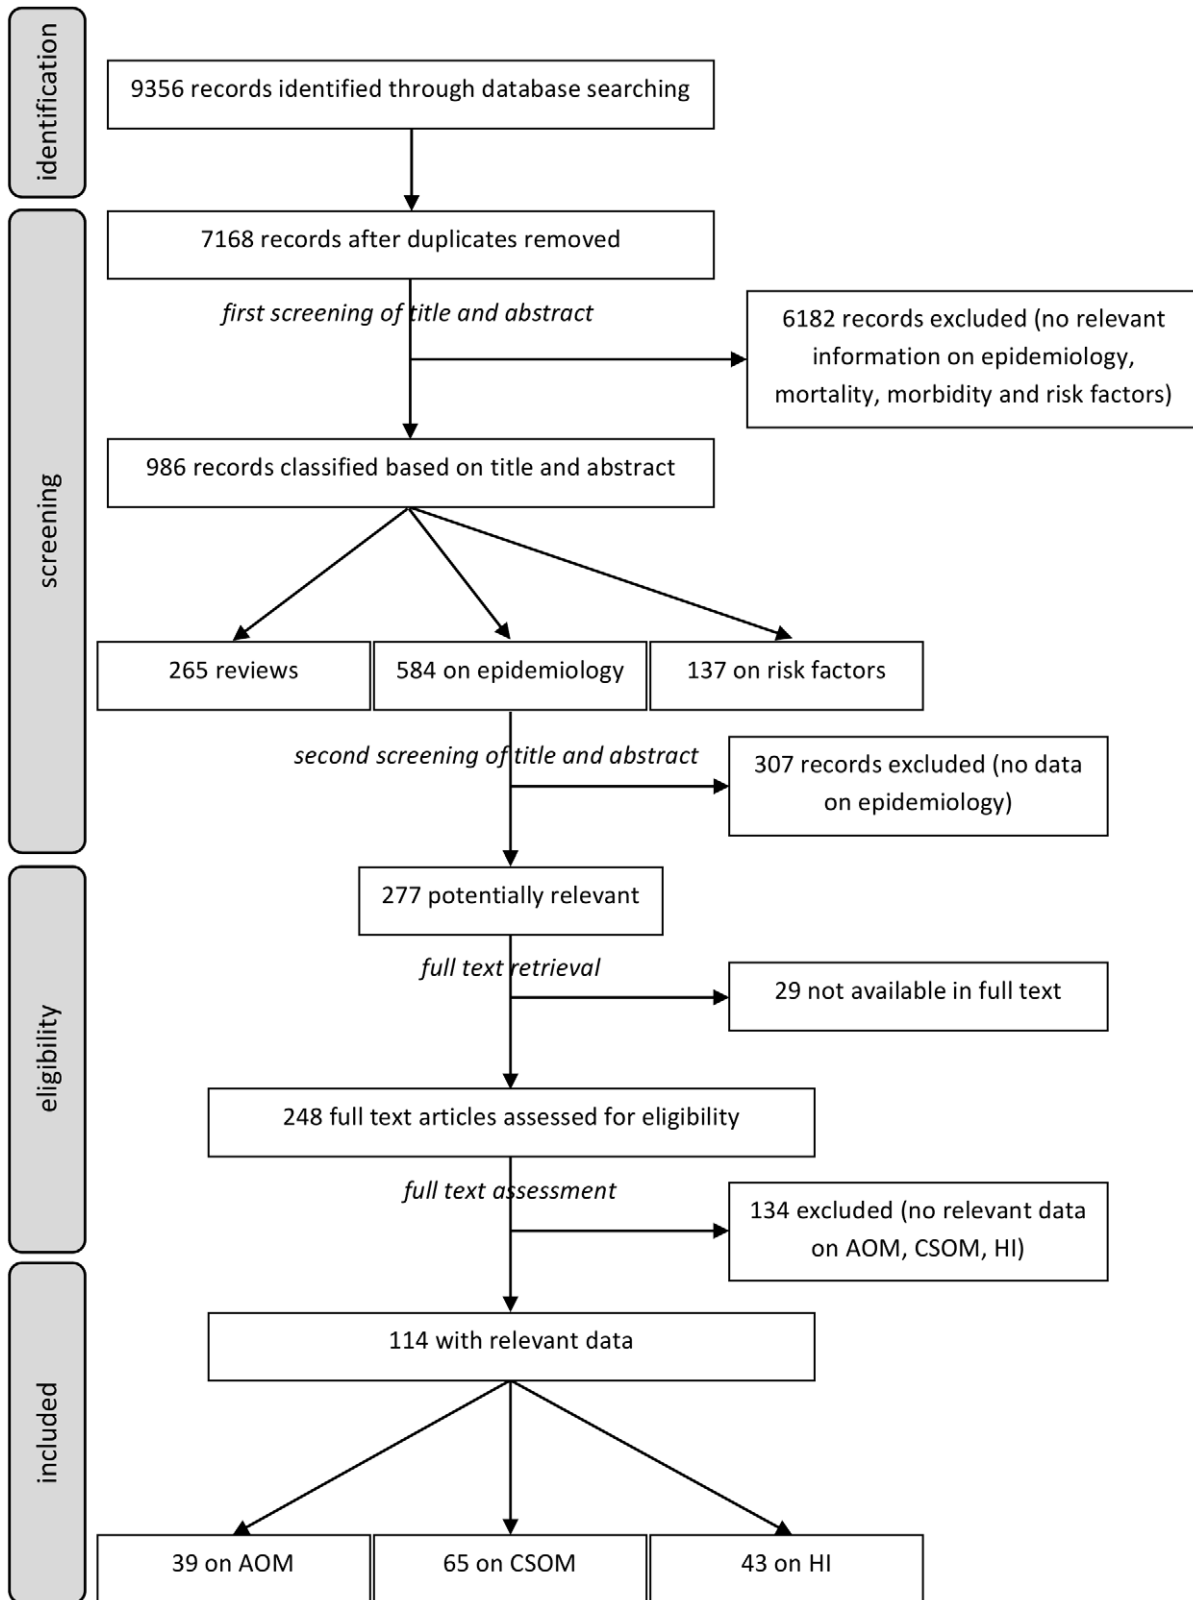 identification
9356 records identified through database searching
screening
7168 records after duplicates removed
first screening of title and abstract
6182 records excluded (no relevant
information on epidemiology,
mortality, morbidity and risk factors)
986 records classified based on title and abstract
265 reviews
584 on epidemiology
137 on risk factors
second screening of title and abstract
307 records excluded (no data
on epidemiology)
eligibility
277 potentially relevant
full text retrieval
29 not available in full text
248 full text articles assessed for eligibility
full text assessment
134 excluded (no relevant data
on AOM, CSOM, HI)
included
114 with relevant data
39 on AOM
65 on CSOM
43 on HI